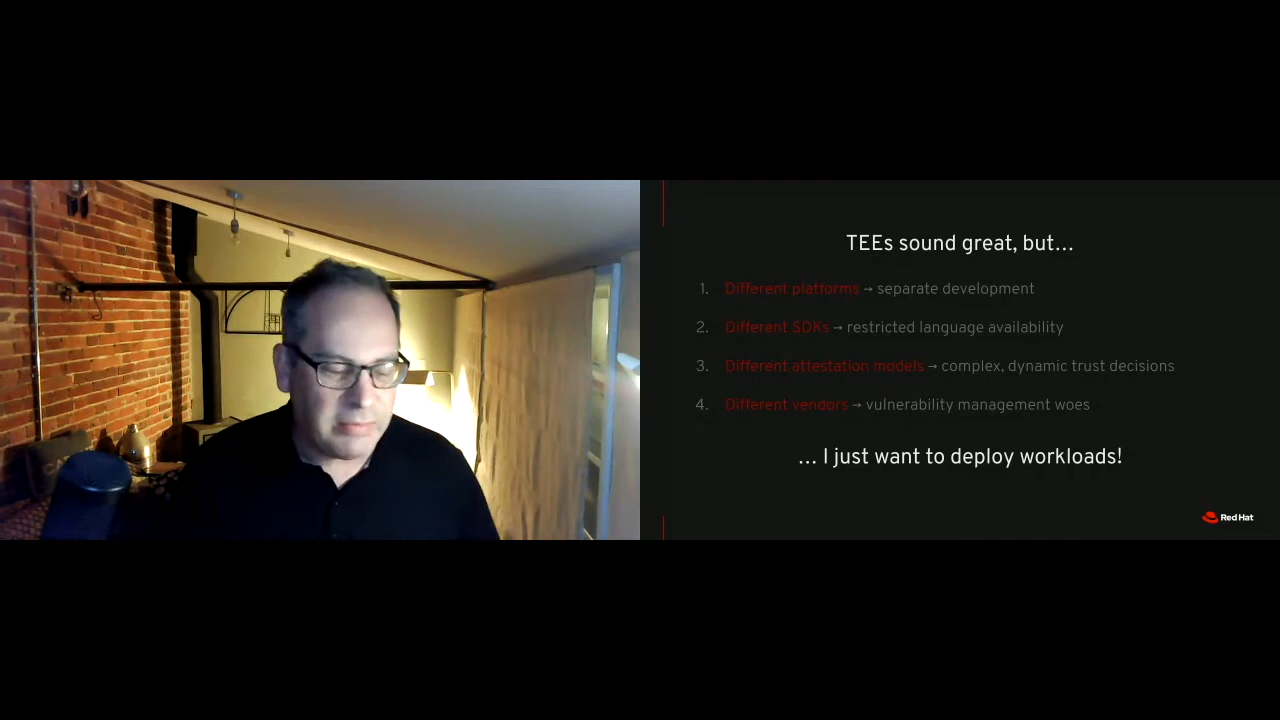 TEEs sound great, but...
1. Different platforms → separate development
2. Different SDKs → restricted language availability
3. Different attestation models → complex, dynamic trust decisions
4. Different vendors → vulnerability management woes
... I just want to deploy workloads!
Red Hat